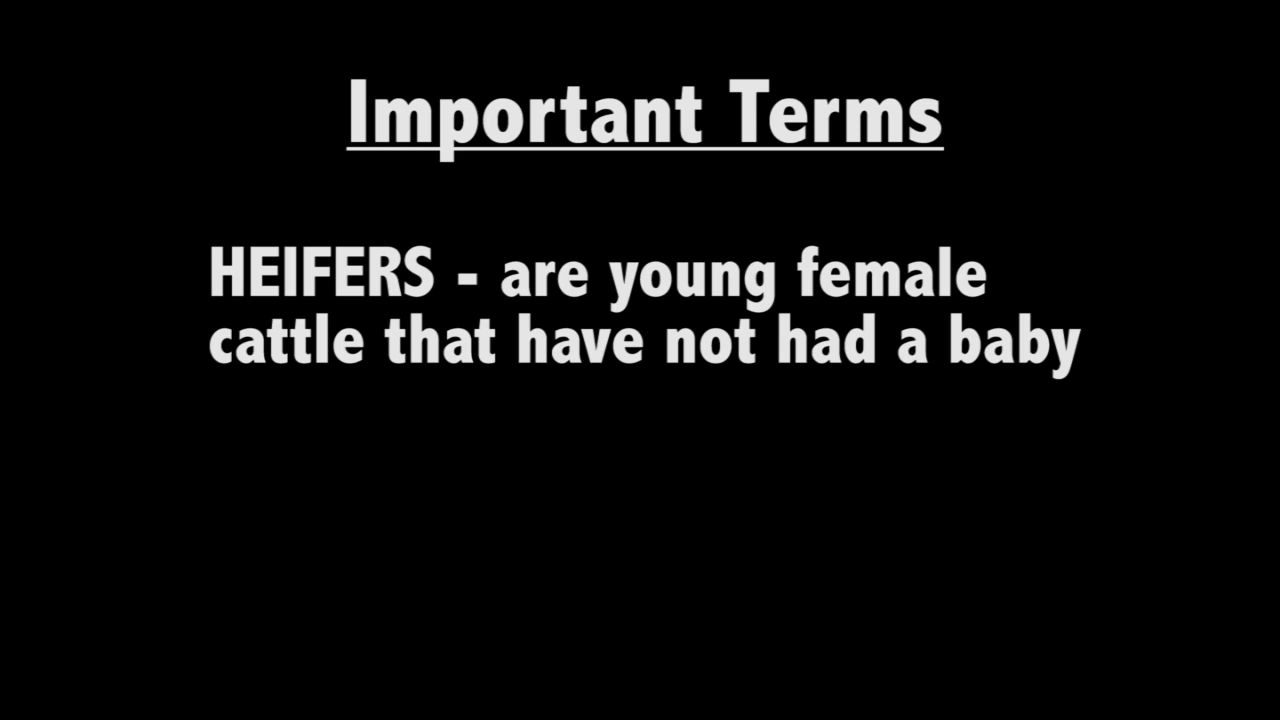 Important Terms
HEIFERS - are young female
cattle that have not had a baby